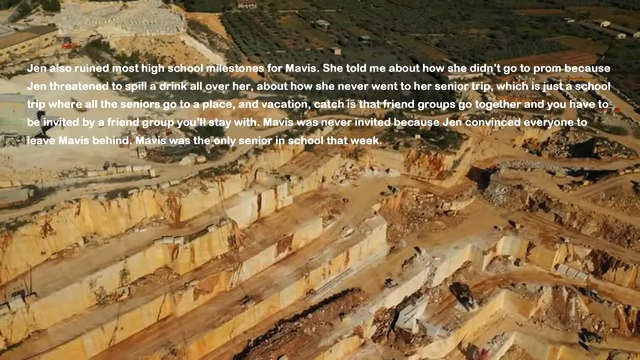 Jen also ruined most high school milestones for Mavis. She told me about how she didn't go to prom because
Jen threatened to spill a drink all over her, about how she never went to her senior trip, which is just a school
trip where all the seniors go to a place, and vacation, catch is that friend groups go together and you have to
be invited by a friend group you'll stay with. Mavis was never invited because Jen convinced everyone to
leave Mavis behind. Mavis was the only senior in school that week.